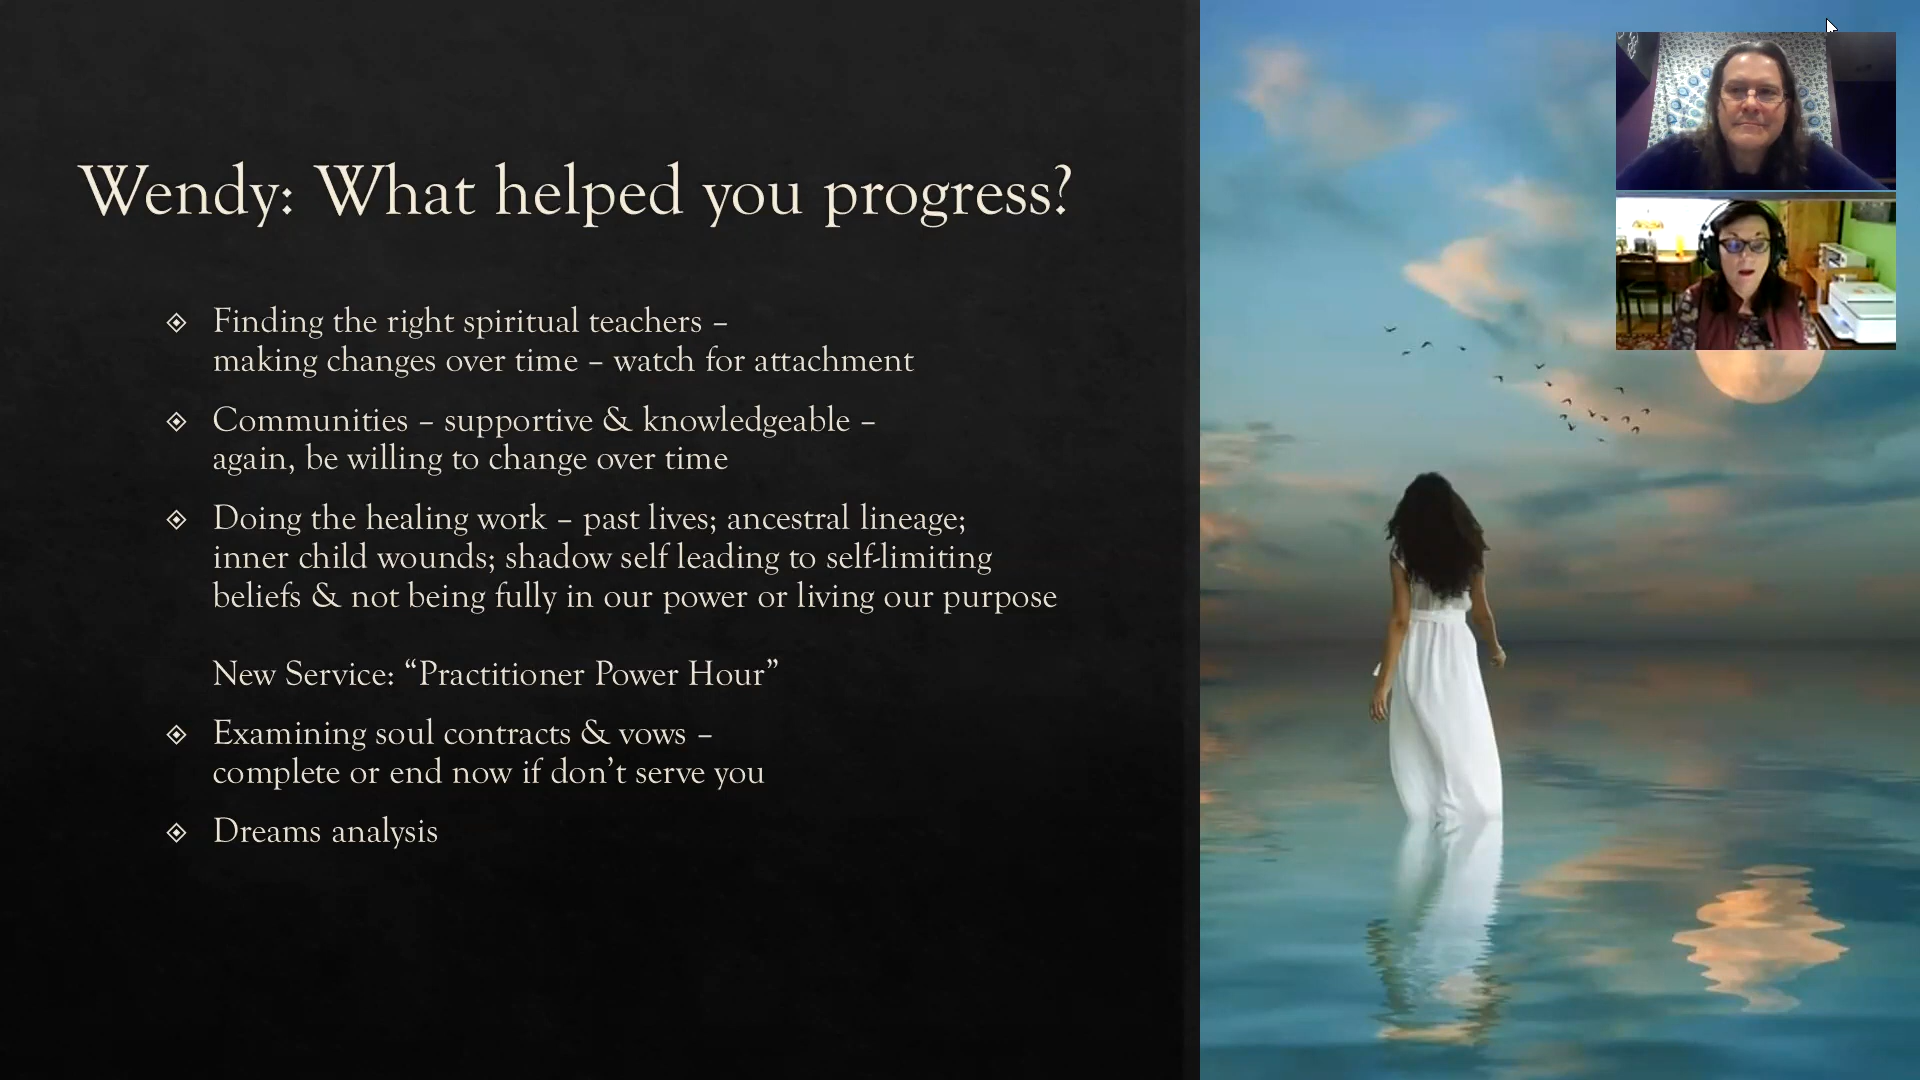 Wendy: What helped you progress?
Finding the right spiritual teachers –
making changes over time – watch for attachment
Communities – supportive & knowledgeable –
again, be willing to change over time
Doing the healing work – past lives; ancestral lineage;
inner child wounds; shadow self leading to self-limiting
beliefs & not being fully in our power or living our purpose
New Service: “Practitioner Power Hour”
Examining soul contracts & vows –
complete or end now if don’t serve you
Dreams analysis